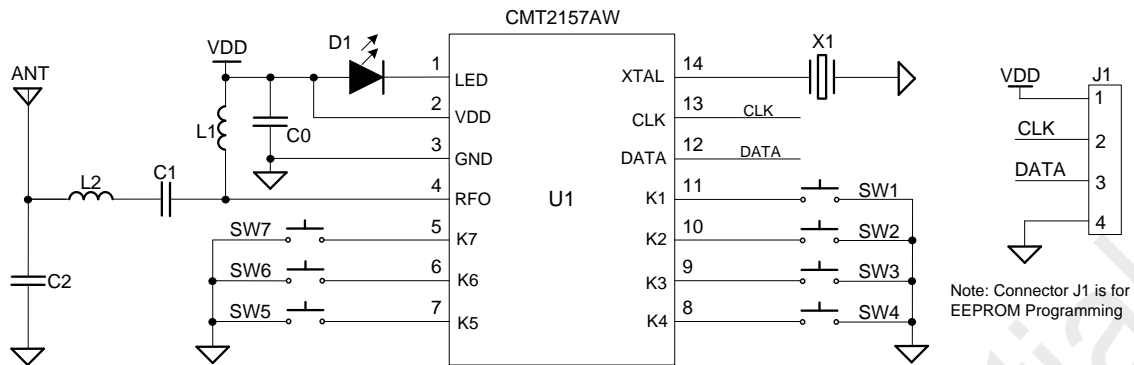 CMT2157AW
ANT
VDD
D1
L1
C0
L2
C1
C2
1 LED
2 VDD
3 GND
4 RFO
SW7 5 K7
SW6 6 K6
SW5 7 K5
U1
XTAL 14 X1
CLK 13 CLK
DATA 12 DATA
K1 11 SW1
K2 10 SW2
K3 9 SW3
K4 8 SW4
J1
VDD 1
CLK 2
DATA 3
4
Note: Connector J1 is for
EEPROM Programming